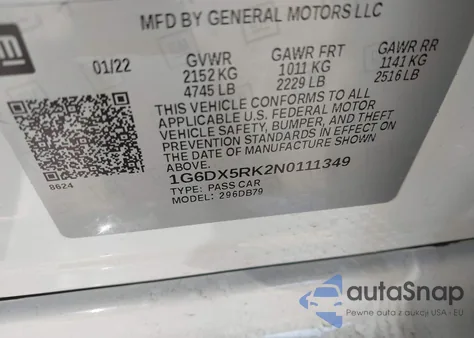 MFD BY GENERAL MOTORS LLC
01/22 GVWR GAWR FRT GAWR RR
2152 KG 1011 KG 1141 KG
4745 LB 2229 LB 2516 LB
THIS VEHICLE CONFORMS TO ALL
APPLICABLE U.S. FEDERAL MOTOR
VEHICLE SAFETY, BUMPER, AND THEFT
PREVENTION STANDARDS IN EFFECT ON
THE DATE OF MANUFACTURE SHOWN ABOVE.
1G6DX5RK2N0111349
TYPE: PASS CAR
MODEL: 296DB79
8624
gm
autoSnap
Pewne auta z aukcji USA - EU